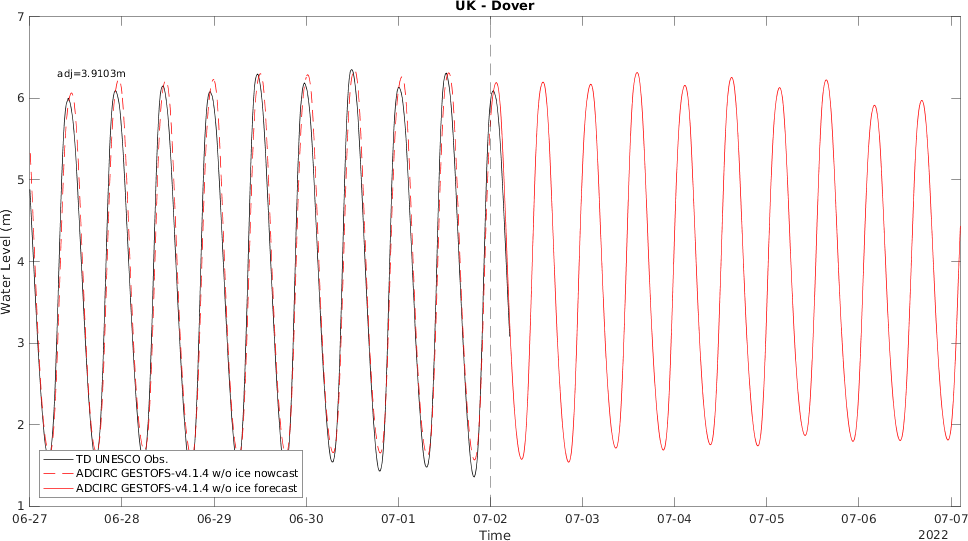 UK - Dover
adj=3.9103m
7
6
5
4
3
2
1
Water Level (m)
TD UNESCO Obs.
ADCIRC GESTOFS-v4.1.4 w/o ice nowcast
ADCIRC GESTOFS-v4.1.4 w/o ice forecast
06-27 06-28 06-29 06-30 07-01 07-02 07-03 07-04 07-05 07-06 07-07
Time
2022